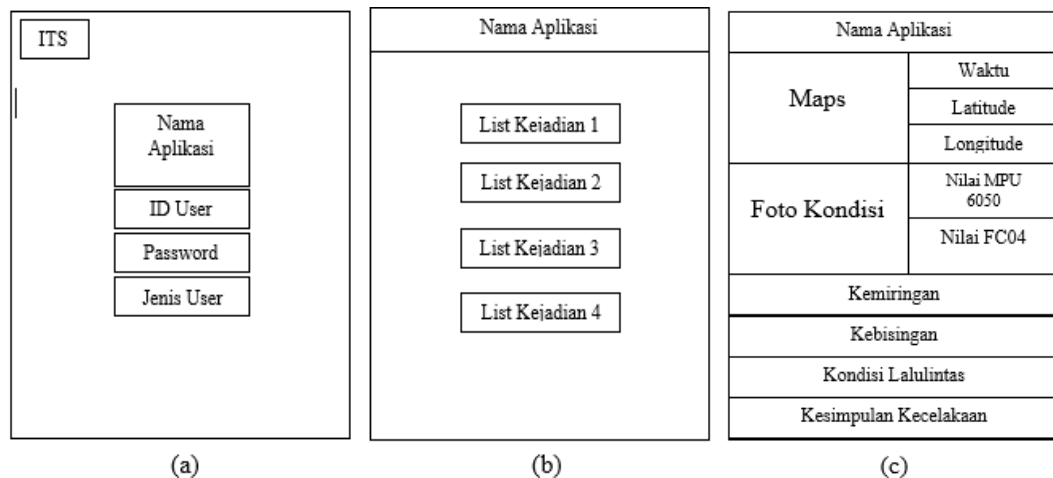 ITS
Nama
Aplikasi
ID User
Password
Jenis User
(a)
Nama Aplikasi
List Kejadian 1
List Kejadian 2
List Kejadian 3
List Kejadian 4
(b)
Nama Aplikasi
Maps
Waktu
Latitude
Longitude
Foto Kondisi
Nilai MPU
6050
Nilai FC04
Kemiringan
Kebisingan
Kondisi Lalulintas
Kesimpulan Kecelakaan
(c)